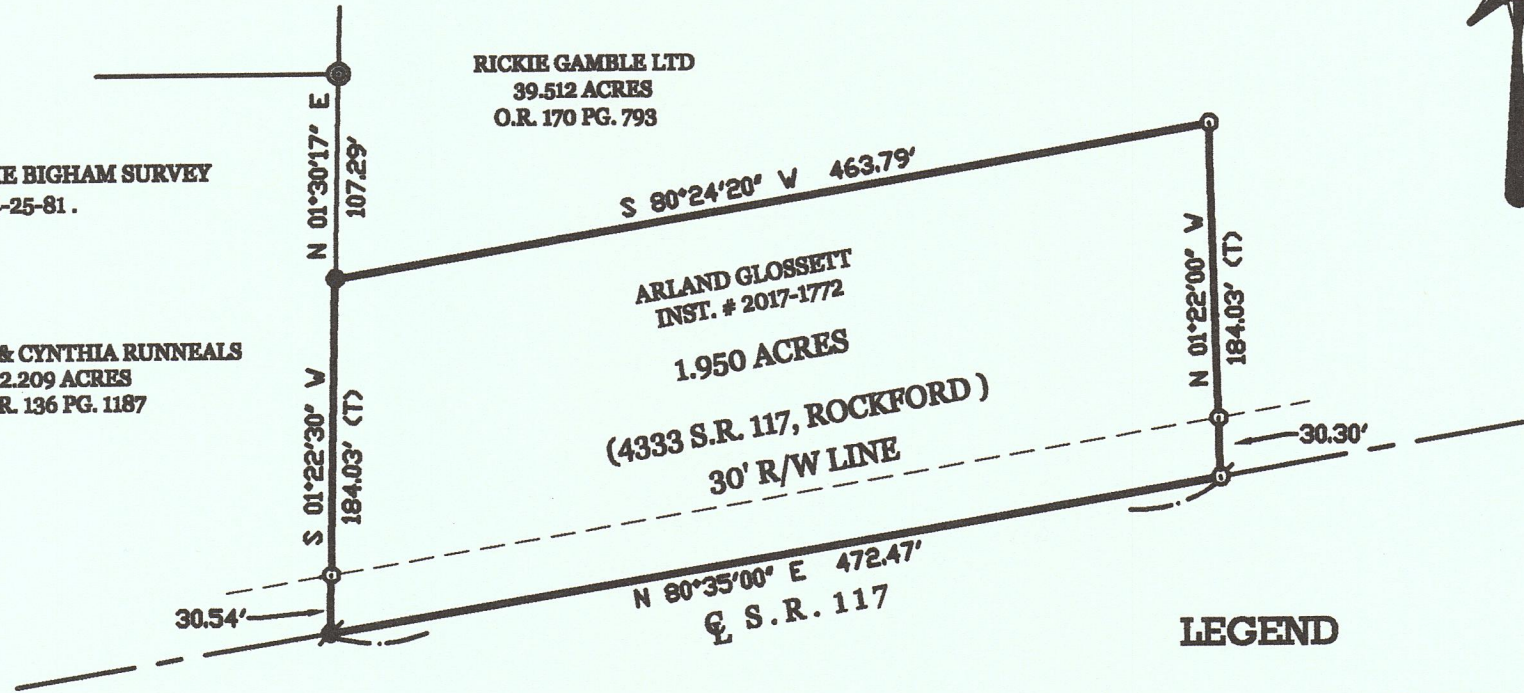 RICKIE GAMBLE LTD
39.512 ACRES
O.R. 170 PG. 793
N 01°30'17" E
107.29'
BIGHAM SURVEY
-25-81 .
S 80°24'20" W 463.79'
ARLAND GLOSSETT
INST. # 2017-1772
1.950 ACRES
(4333 S.R. 117, ROCKFORD )
30' R/W LINE
N 01°22'00" W
184.03' (T)
& CYNTHIA RUNNEALS
2.209 ACRES
R. 136 PG. 1187
S 01°22'30" W
184.03' (T)
30.30'
30.54'
N 80°35'00" E 472.47'
℄ S.R. 117
LEGEND